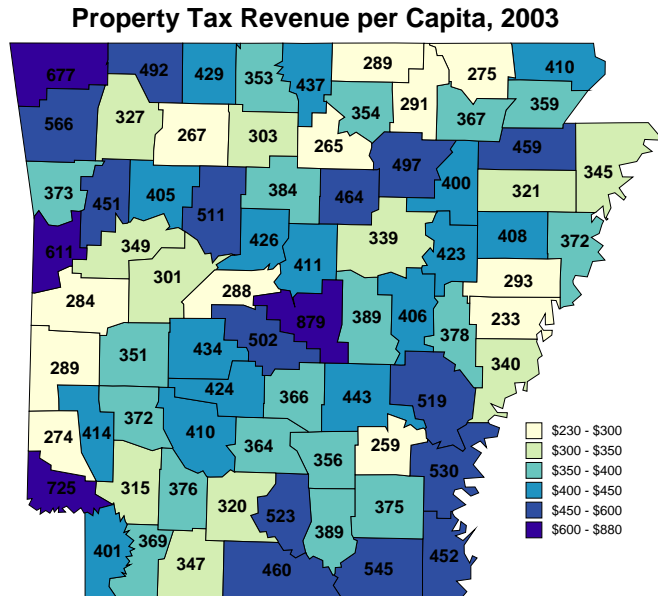 Property Tax Revenue per Capita, 2003
677 492 429 353 437 289 275 410
566 327 267 303 265 354 291 367 359
373 451 405 511 384 464 497 400 459 345
321
611 349 426 339 423 408 372
284 301 288 411 293
879 389 406 378 233
289 351 434 502 340
424 366 443 519
274 414 372 410 364 356 259
530
725 315 376 320 523 389 375
401 369 347 460 545 452
$230 - $300
$300 - $350
$350 - $400
$400 - $450
$450 - $600
$600 - $880